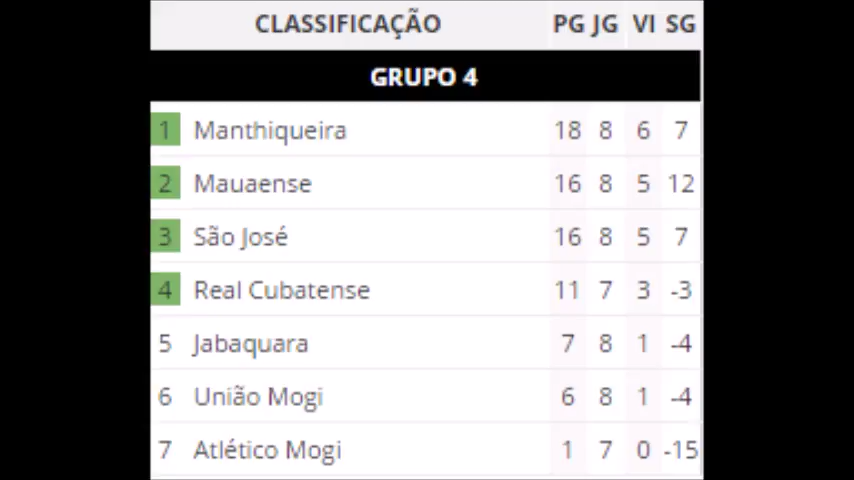 CLASSIFICAÇÃO PG JG VI SG
GRUPO 4
1 Manthiqueira 18 8 6 7
2 Mauaense 16 8 5 12
3 São José 16 8 5 7
4 Real Cubatense 11 7 3 -3
5 Jabaquara 7 8 1 -4
6 União Mogi 6 8 1 -4
7 Atlético Mogi 1 7 0 -15